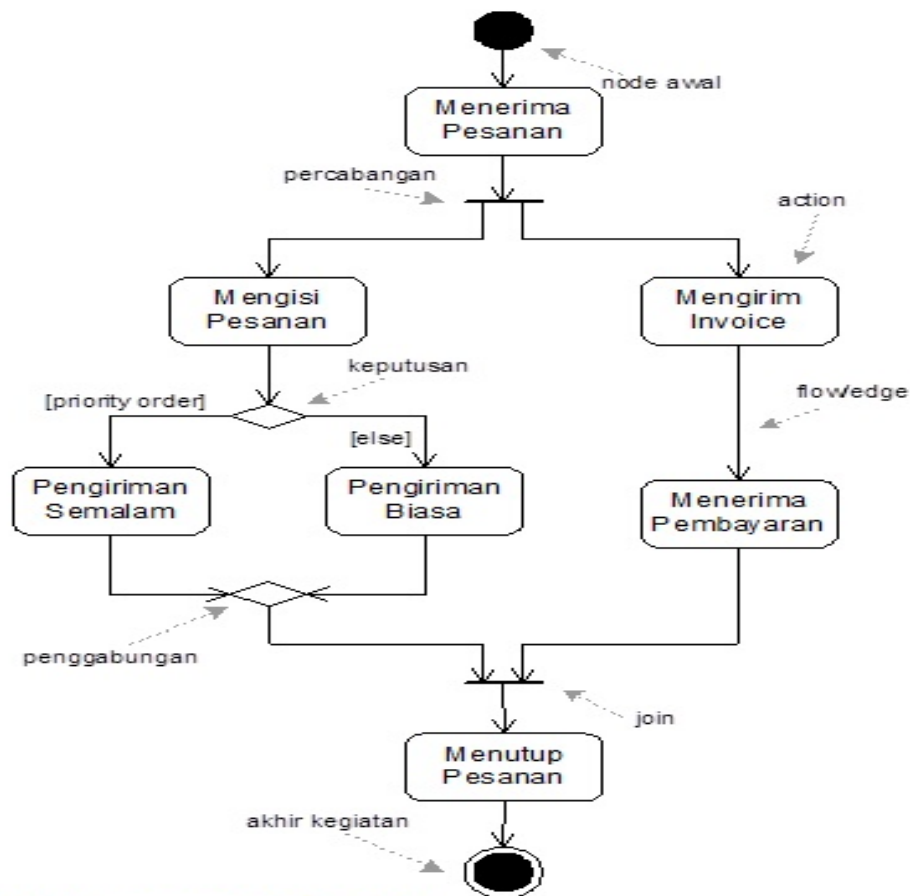 node awal
Menerima
Pesanan
percabangan
action
Mengisi
Pesanan
Mengirim
Invoice
keputusan
[priority order]
[else]
flow/edge
Pengiriman
Semalam
Pengiriman
Biasa
Menerima
Pembayaran
penggabungan
join
Menutup
Pesanan
akhir kegiatan